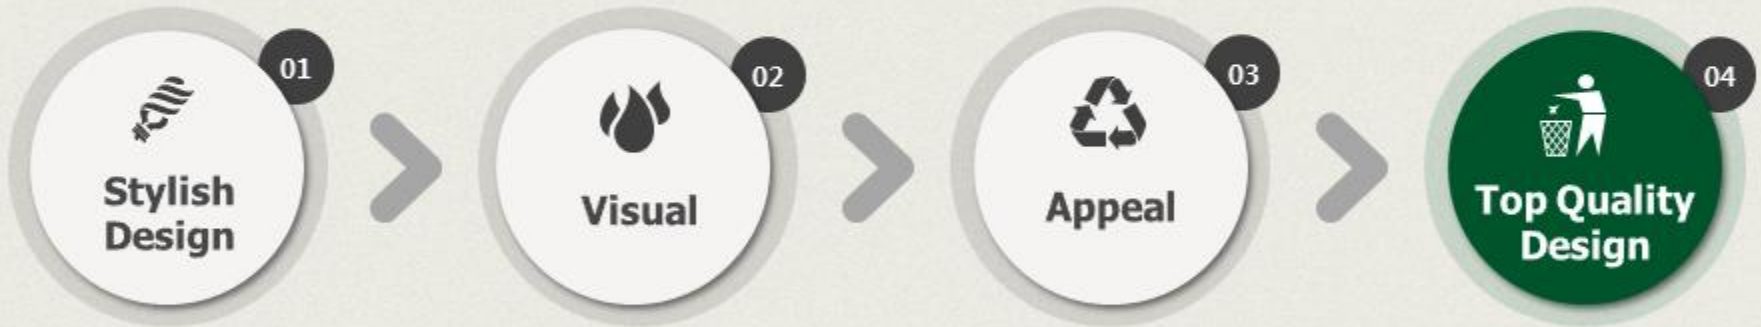 01
Stylish
Design
02
Visual
03
Appeal
04
Top Quality
Design